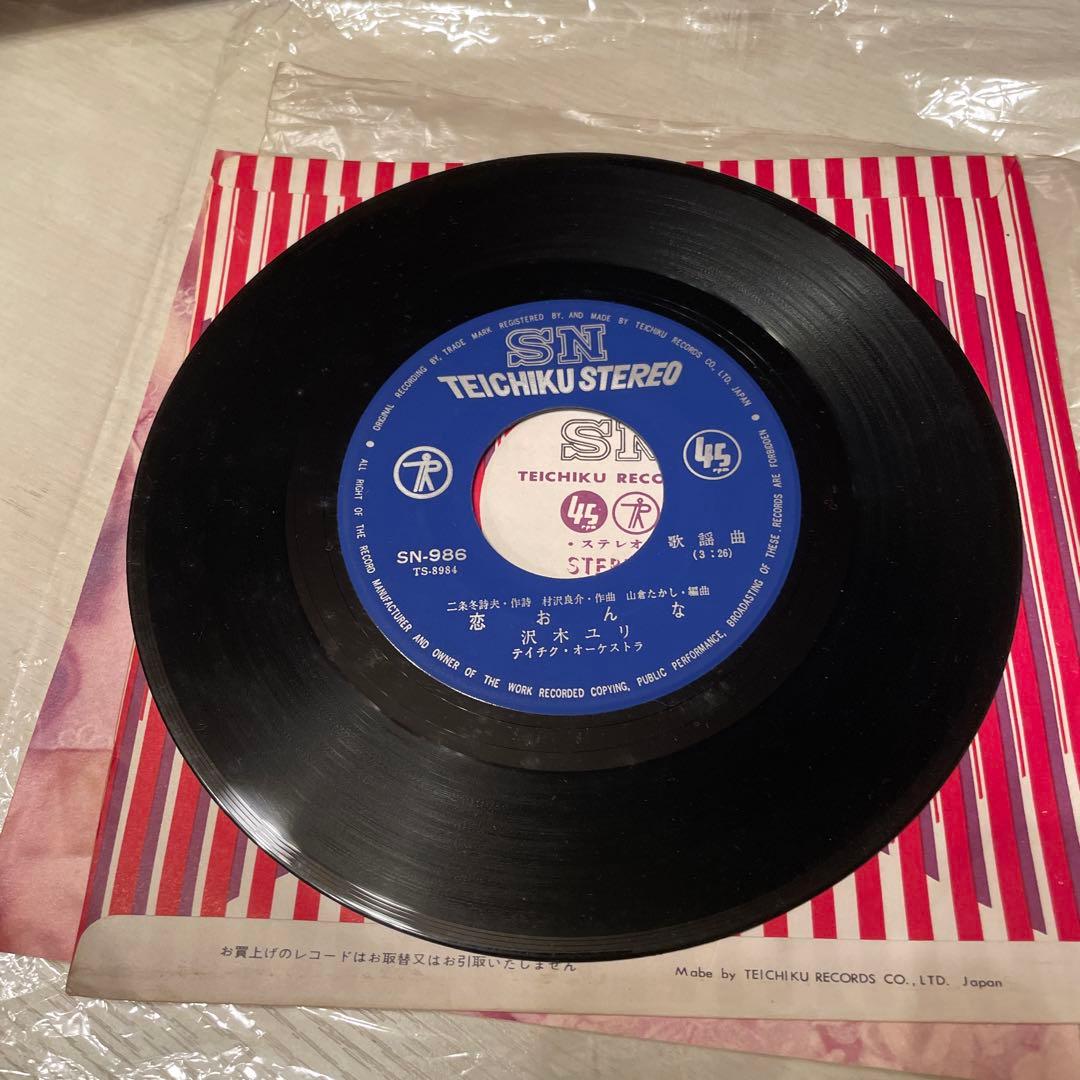 ORIGINAL RECORDING BY, TRADE MARK REGISTERED BY, AND MADE BY TEICHIKU RECORDS CO., LTD. JAPAN
SN
TEICHIKU STEREO
45
rpm
SN
TEICHIKU RECO
45
rpm
・ステレオ
STER
SN-986
TS-8984
歌謡曲
(3:26)
二条冬詩夫・作詩 村沢良介・作曲 山倉たかし・編曲
恋おんな
沢木ユリ
テイチク・オーケストラ
ALL RIGHT OF THE RECORD MANUFACTURER AND OWNER OF THE WORK RECORDED COPYING, PUBLIC PERFORMANCE, BROADASTING OF THESE RECORDS ARE FORBIDDEN
お買上げのレコードはお取替又はお引取いたしません
Mabe by TEICHIKU RECORDS CO., LTD. Japan